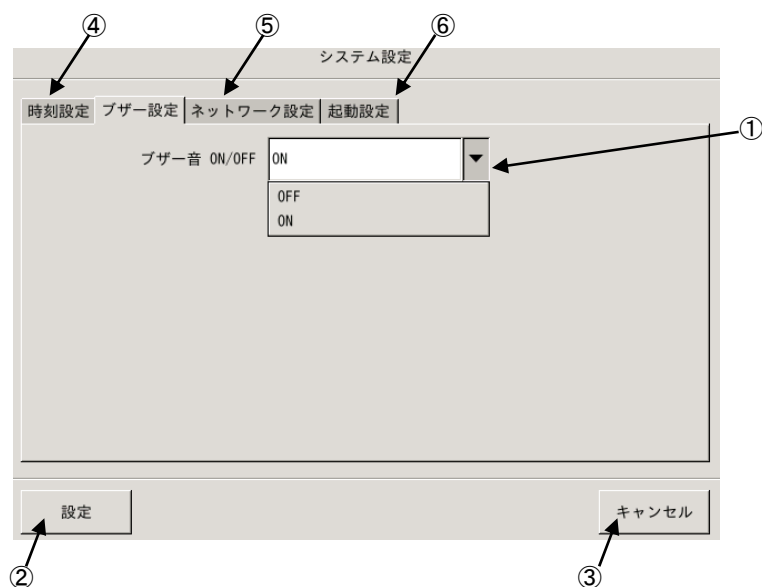 ④ ⑤ ⑥
システム設定
時刻設定 ブザー設定 ネットワーク設定 起動設定
①
ブザー音 ON/OFF ON
OFF
ON
設定 キャンセル
② ③